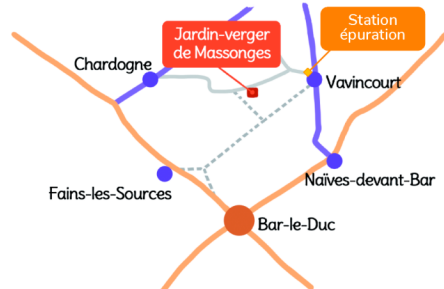 Jardin-verger
de Massonges
Station
épuration
Chardogne
Vavincourt
Fains-les-Sources
Naïves-devant-Bar
Bar-le-Duc